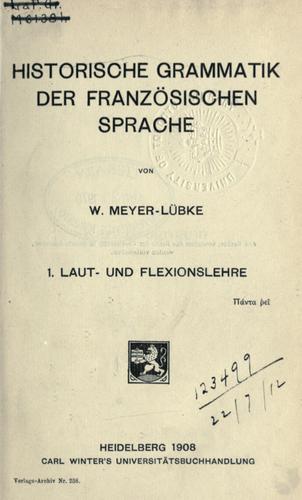 HISTORISCHE GRAMMATIK
DER FRANZÖSISCHEN
SPRACHE
VON
W. MEYER-LÜBKE
1. LAUT- UND FLEXIONSLEHRE
Πάντα ῥεῖ
123499
22/7/12
HEIDELBERG 1908
CARL WINTER'S UNIVERSITÄTSBUCHHANDLUNG
Verlags-Archiv Nr. 256.